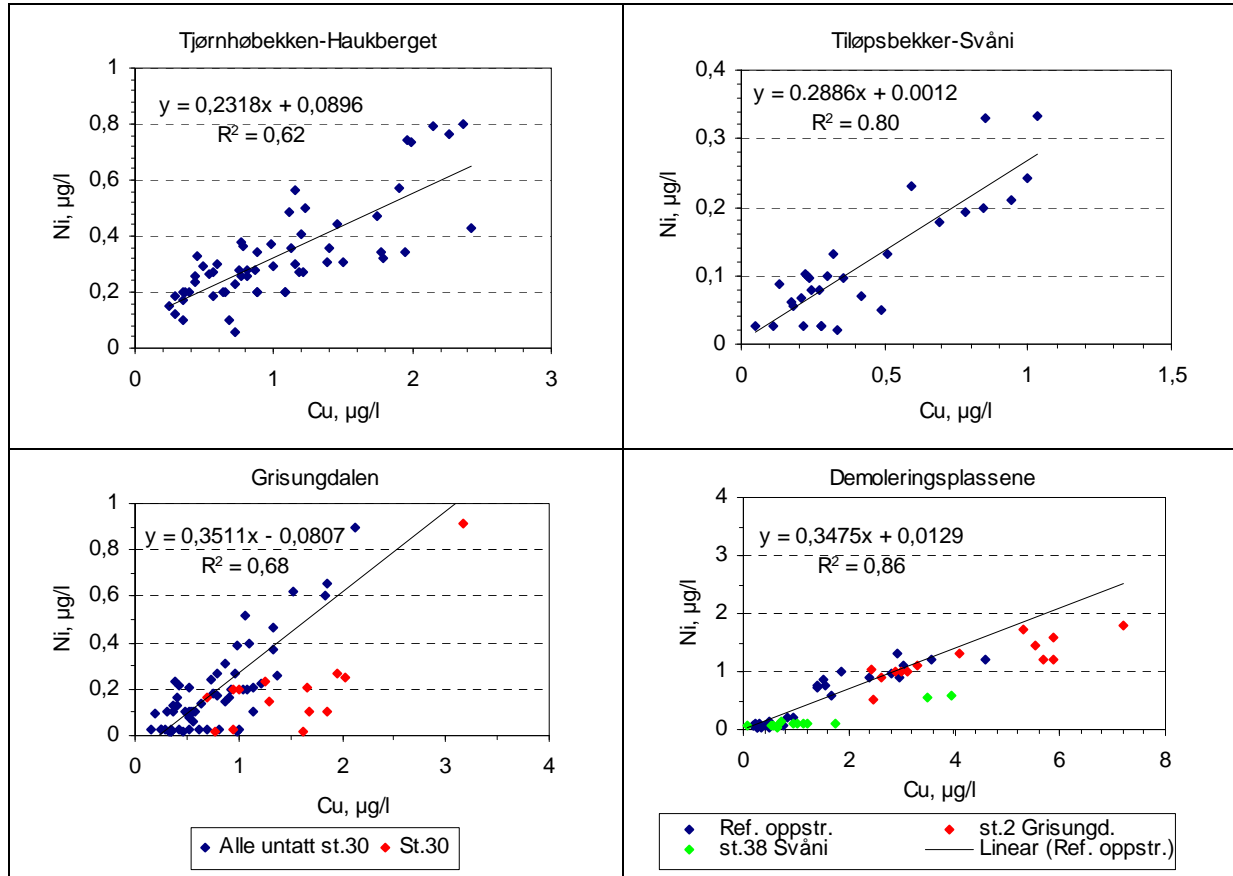 Tjørnhøbekken-Haukberget
y = 0,2318x + 0,0896
R² = 0,62
1
0,8
0,6
0,4
0,2
0
Ni, µg/l
0 1 2 3
Cu, µg/l
Tiløpsbekker-Svåni
y = 0.2886x + 0.0012
R² = 0.80
0,4
0,3
0,2
0,1
0
Ni, µg/l
0 0,5 1 1,5
Cu, µg/l
Grisungdalen
y = 0,3511x - 0,0807
R² = 0,68
1
0,8
0,6
0,4
0,2
0
Ni, µg/l
0 1 2 3 4
Cu, µg/l
Alle untatt st.30 St.30
Demoleringsplassene
y = 0,3475x + 0,0129
R² = 0,86
4
3
2
1
0
Ni, µg/l
0 2 4 6 8
Cu, µg/l
Ref. oppstr. st.2 Grisungd.
st.38 Svåni Linear (Ref. oppstr.)